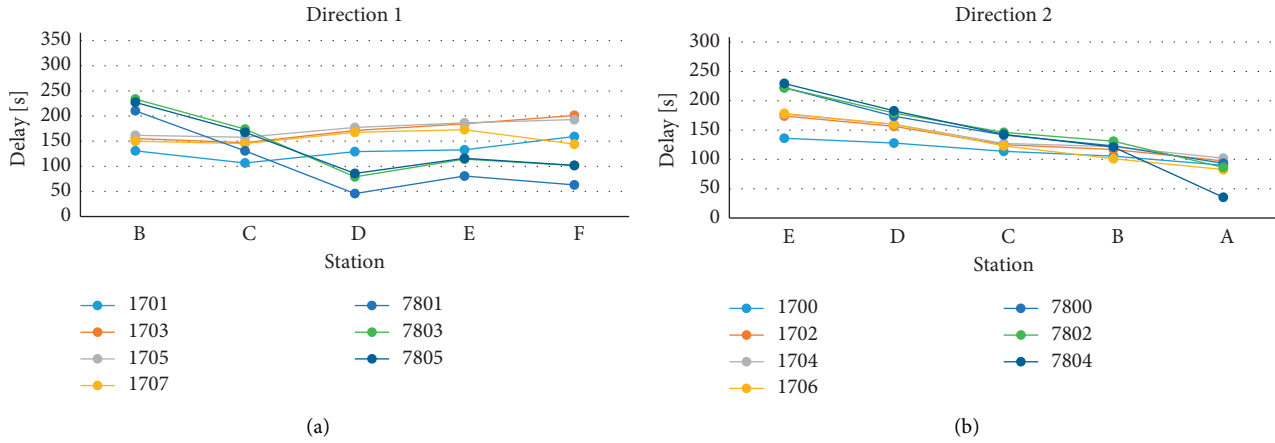 Direction 1
350
300
250
200
150
100
50
0
Delay [s]
B C D E F
Station
1701 7801
1703 7803
1705 7805
1707
(a)
Direction 2
300
250
200
150
100
50
0
Delay [s]
E D C B A
Station
1700 7800
1702 7802
1704 7804
1706
(b)